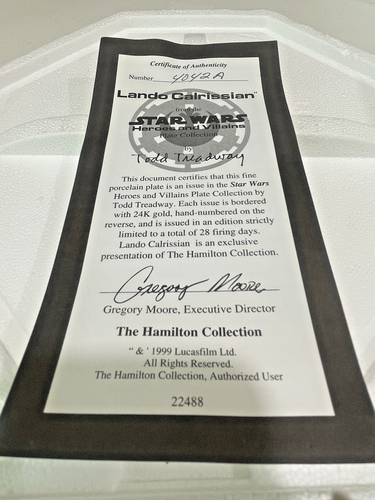 Certificate of Authenticity
Number 4042A
Lando Calrissian™
from the
STAR WARS
Heroes and Villains
Plate Collection
by
Todd Treadway
This document certifies that this fine
porcelain plate is an issue in the Star Wars
Heroes and Villains Plate Collection by
Todd Treadway. Each issue is bordered
with 24K gold, hand-numbered on the
reverse, and is issued in an edition strictly
limited to a total of 28 firing days.
Lando Calrissian is an exclusive
presentation of The Hamilton Collection.
Gregory Moore
Gregory Moore, Executive Director
The Hamilton Collection
“ & ' 1999 Lucasfilm Ltd.
All Rights Reserved.
The Hamilton Collection, Authorized User
22488